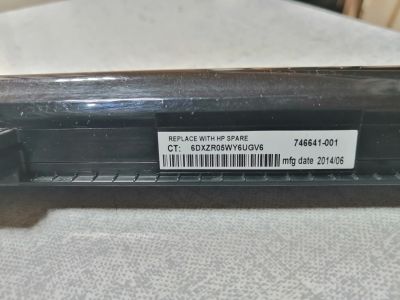 REPLACE WITH HP SPARE 746641-001
CT: 6DXZR05WY6UGV6
mfg date 2014/06